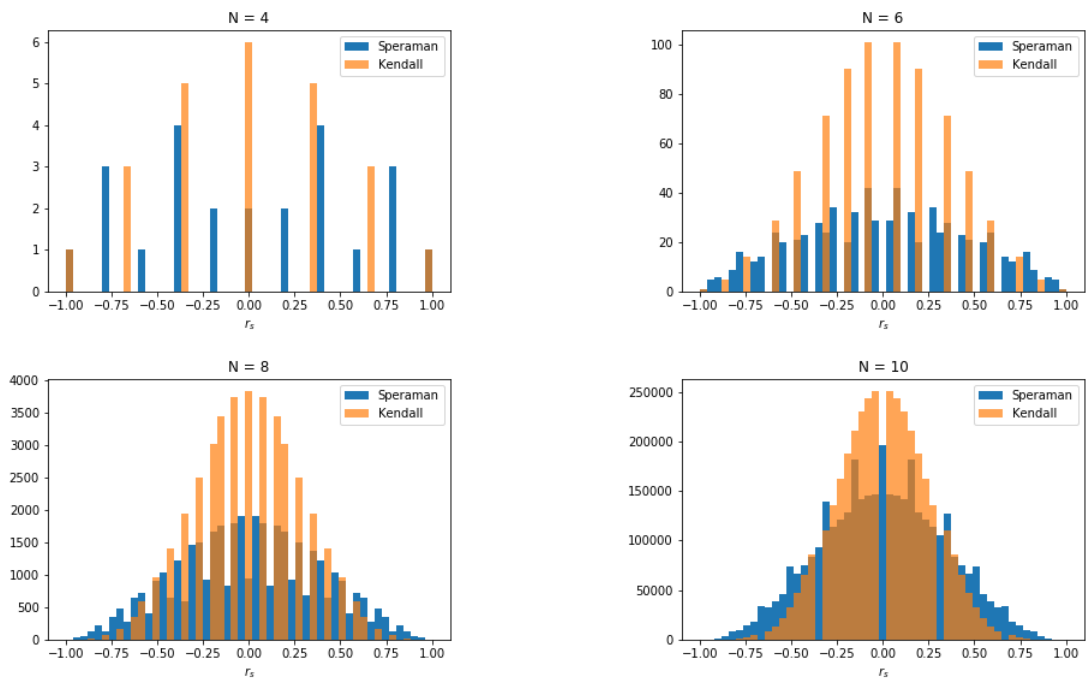 N = 4
Speraman
Kendall
6
5
4
3
2
1
0
−1.00 −0.75 −0.50 −0.25 0.00 0.25 0.50 0.75 1.00
r_s
N = 6
Speraman
Kendall
100
80
60
40
20
0
−1.00 −0.75 −0.50 −0.25 0.00 0.25 0.50 0.75 1.00
r_s
N = 8
Speraman
Kendall
4000
3500
3000
2500
2000
1500
1000
500
0
−1.00 −0.75 −0.50 −0.25 0.00 0.25 0.50 0.75 1.00
r_s
N = 10
Speraman
Kendall
250000
200000
150000
100000
50000
0
−1.00 −0.75 −0.50 −0.25 0.00 0.25 0.50 0.75 1.00
r_s